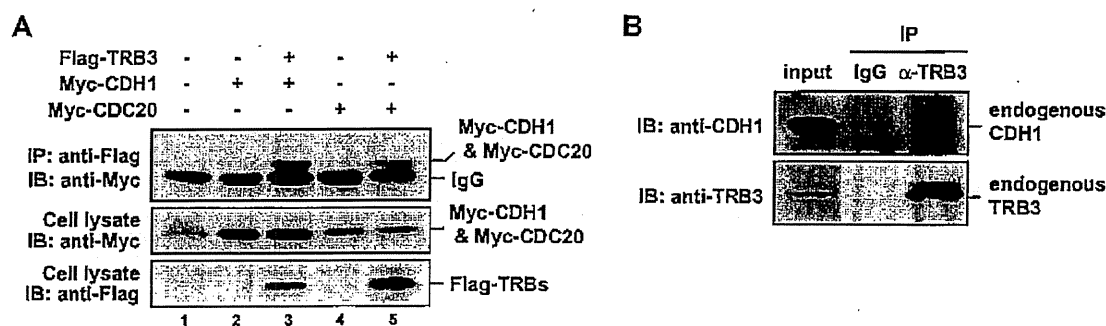 A
Flag-TRB3 - - + - +
Myc-CDH1 - + + - -
Myc-CDC20 - - - + +
IP: anti-Flag
IB: anti-Myc
Myc-CDH1
& Myc-CDC20
IgG
Cell lysate
IB: anti-Myc
Myc-CDH1
& Myc-CDC20
Cell lysate
IB: anti-Flag
Flag-TRBs
1 2 3 4 5
B
IP
input IgG α-TRB3
IB: anti-CDH1
endogenous
CDH1
IB: anti-TRB3
endogenous
TRB3